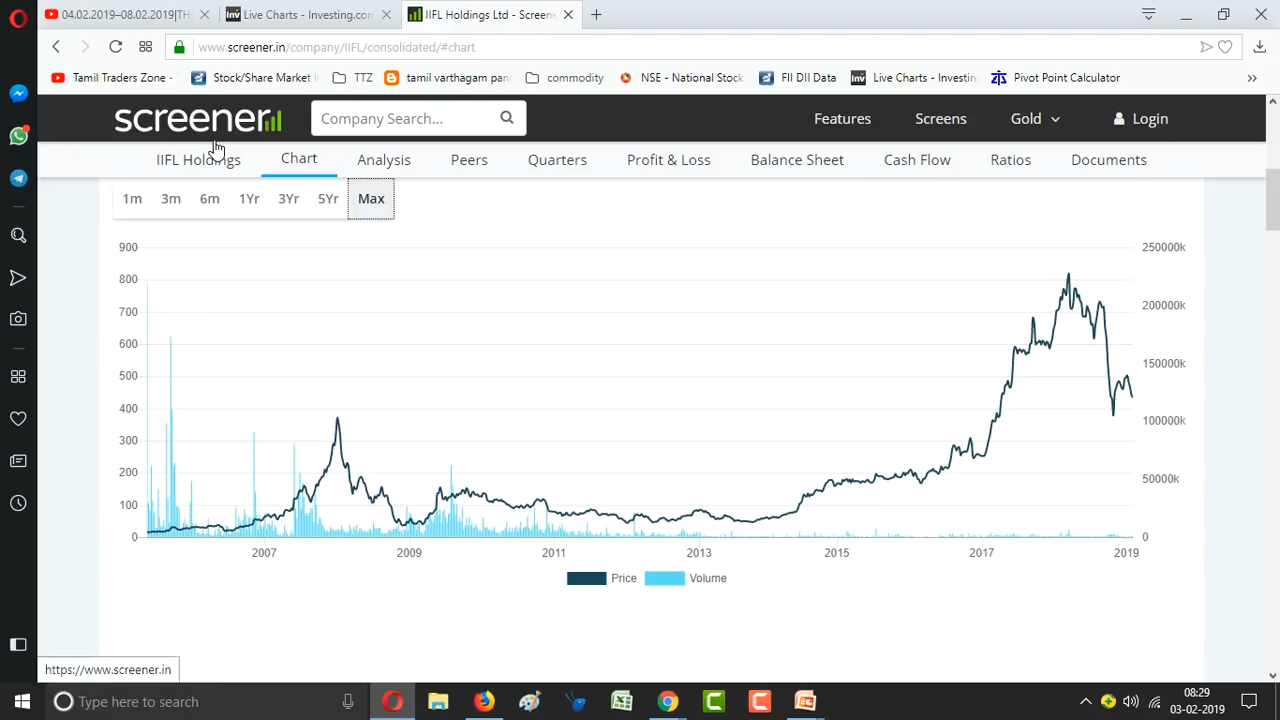 04.02.2019–08.02.2019|TH
Live Charts - Investing.con
IIFL Holdings Ltd - Screene
www.screener.in/company/IIFL/consolidated/#chart
Tamil Traders Zone -
Stock/Share Market
TTZ
tamil varthagam pan
commodity
NSE - National Stock
FII DII Data
Inv Live Charts - Investin
Pivot Point Calculator
screener
Company Search...
Features
Screens
Gold
Login
IIFL Holdings
Chart
Analysis
Peers
Quarters
Profit & Loss
Balance Sheet
Cash Flow
Ratios
Documents
1m 3m 6m 1Yr 3Yr 5Yr Max
900 250000k
800
700 200000k
600
500 150000k
400 100000k
300
200 50000k
100
0 0
2007 2009 2011 2013 2015 2017 2019
Price Volume
https://www.screener.in
Type here to search
08:29
03-02-2019